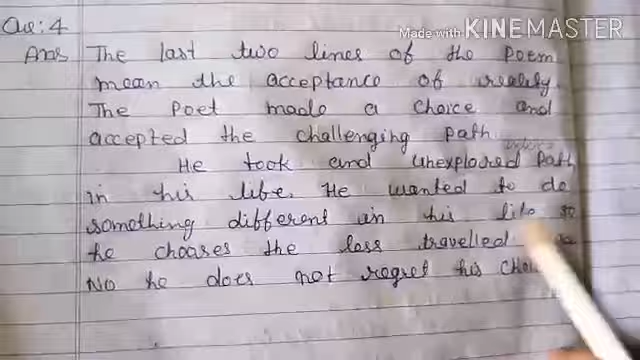 Made with KINEMASTER
Que: 4
Ans The last two lines of the Poem
mean the acceptance of reality.
The Poet made a choice and
accepted the challenging path
He took and unexplored Path
in his life. He wanted to do
something different in his life so
he chooses the less travelled
No he does not regret his